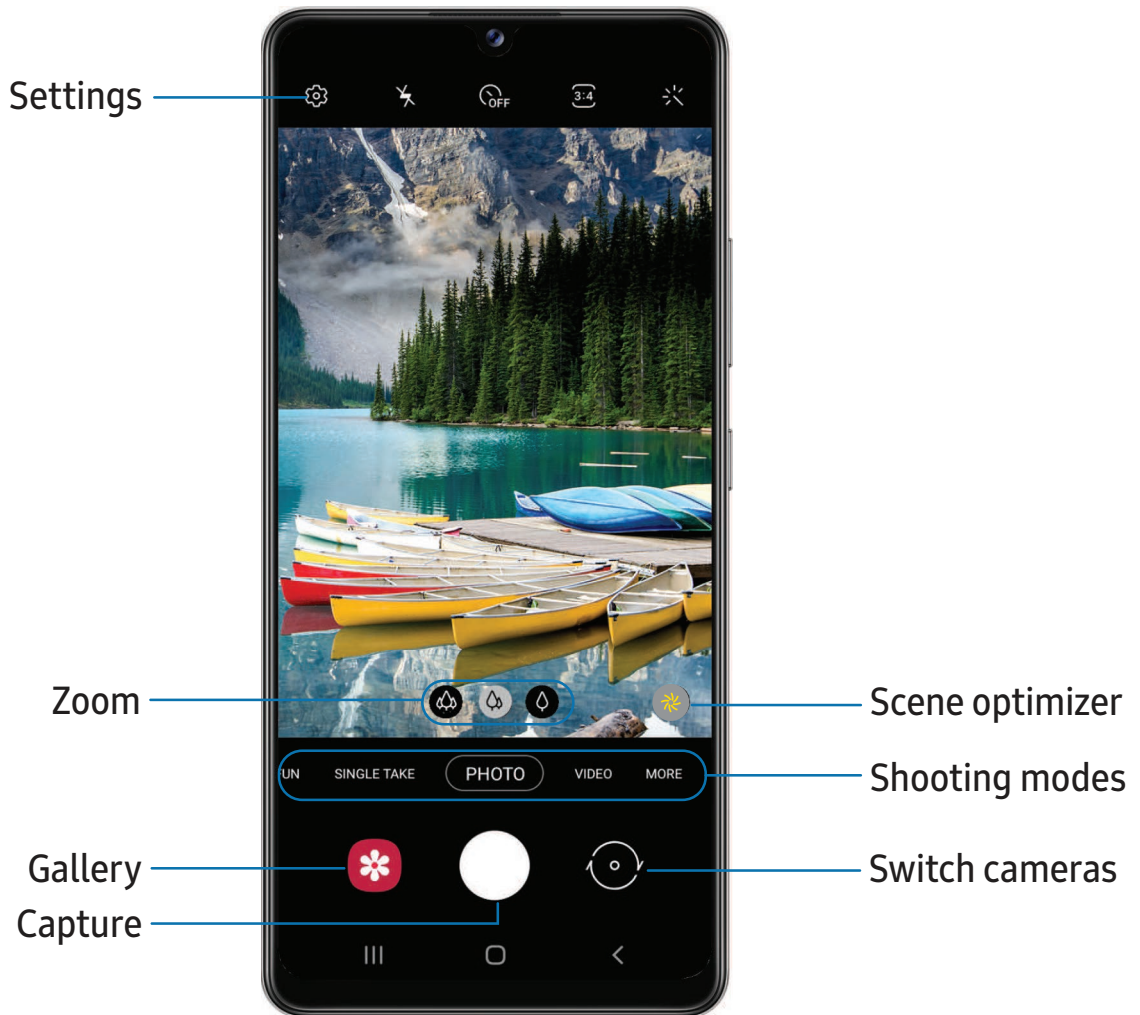 Settings
OFF
3:4
Zoom
Scene optimizer
UN SINGLE TAKE PHOTO VIDEO MORE
Shooting modes
Gallery
Switch cameras
Capture